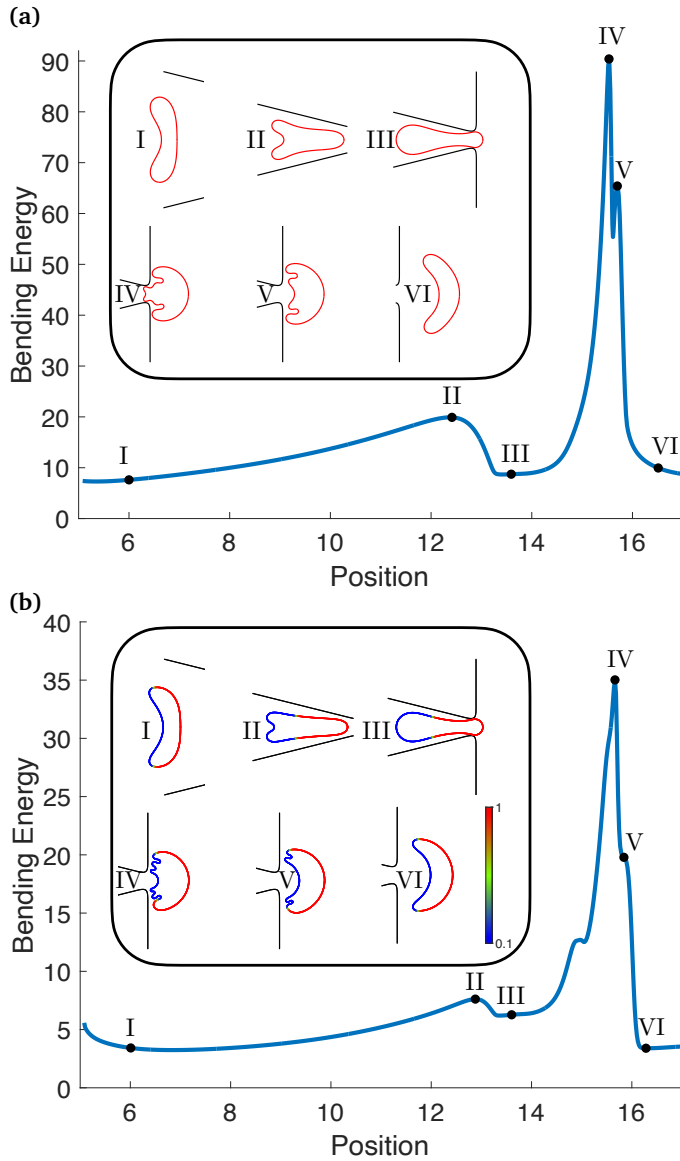 (a)
Bending Energy
90
80
70
60
50
40
30
20
10
0
6
8
10
12
14
16
Position
I
II
III
IV
V
VI
I
II
III
IV
V
VI
(b)
Bending Energy
40
35
30
25
20
15
10
5
0
6
8
10
12
14
16
Position
I
II
III
IV
V
VI
I
II
III
IV
V
VI
1
0.1